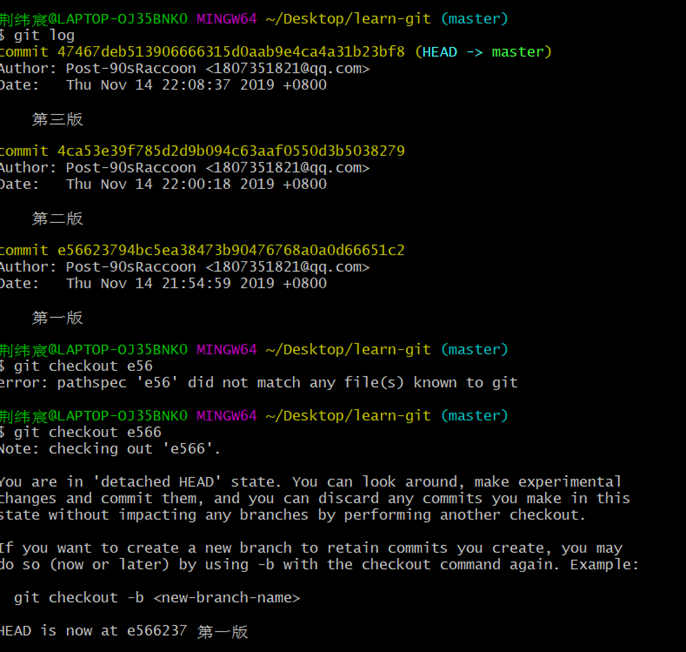 荆纬宸@LAPTOP-OJ35BNKO MINGW64 ~/Desktop/learn-git (master)
$ git log
commit 47467deb513906666315d0aab9e4ca4a31b23bf8 (HEAD -> master)
Author: Post-90sRaccoon <1807351821@qq.com>
Date:   Thu Nov 14 22:08:37 2019 +0800
    第三版
commit 4ca53e39f785d2d9b094c63aaf0550d3b5038279
Author: Post-90sRaccoon <1807351821@qq.com>
Date:   Thu Nov 14 22:00:18 2019 +0800
    第二版
commit e56623794bc5ea38473b90476768a0a0d66651c2
Author: Post-90sRaccoon <1807351821@qq.com>
Date:   Thu Nov 14 21:54:59 2019 +0800
    第一版
荆纬宸@LAPTOP-OJ35BNKO MINGW64 ~/Desktop/learn-git (master)
$ git checkout e56
error: pathspec 'e56' did not match any file(s) known to git
荆纬宸@LAPTOP-OJ35BNKO MINGW64 ~/Desktop/learn-git (master)
$ git checkout e566
Note: checking out 'e566'.
You are in 'detached HEAD' state. You can look around, make experimental
changes and commit them, and you can discard any commits you make in this
state without impacting any branches by performing another checkout.
If you want to create a new branch to retain commits you create, you may
do so (now or later) by using -b with the checkout command again. Example:
  git checkout -b <new-branch-name>
HEAD is now at e566237 第一版